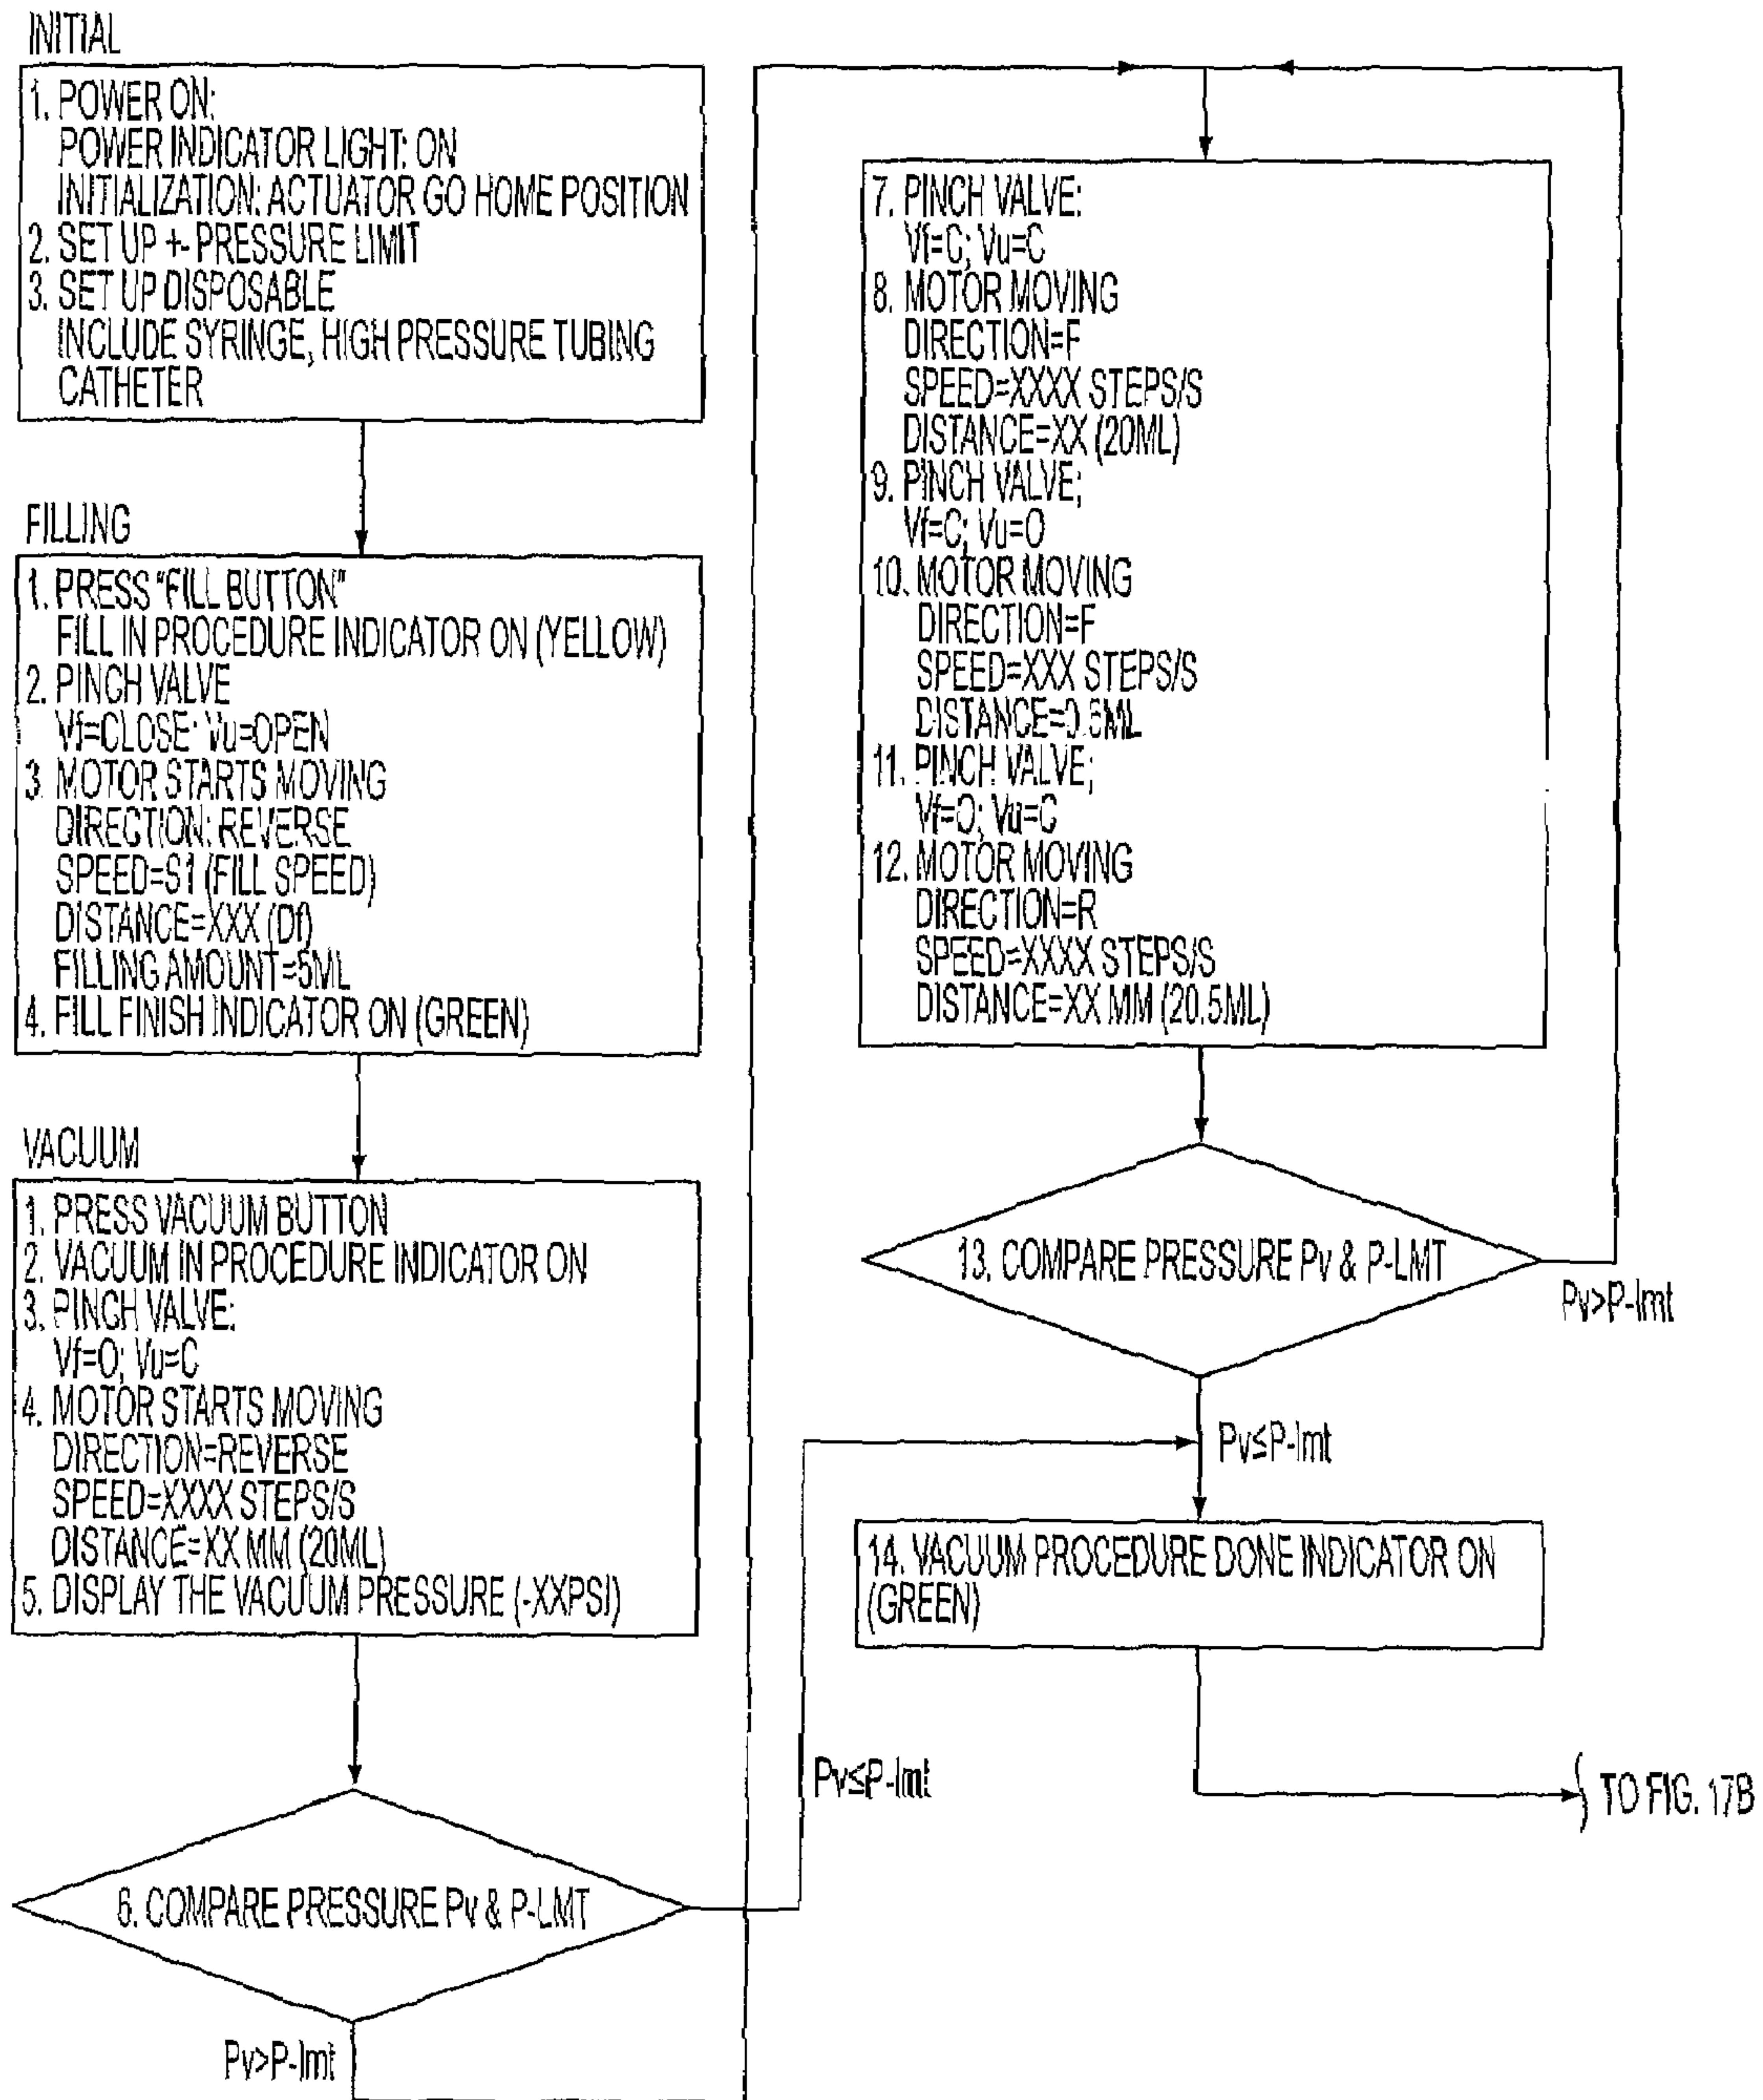 INITIAL
1. POWER ON:
POWER INDICATOR LIGHT: ON
INITIALIZATION: ACTUATOR GO HOME POSITION
2. SET UP +- PRESSURE LIMIT
3. SET UP DISPOSABLE
INCLUDE SYRINGE, HIGH PRESSURE TUBING
CATHETER
FILLING
1. PRESS "FILL BUTTON"
FILL IN PROCEDURE INDICATOR ON (YELLOW)
2. PINCH VALVE
Vf=CLOSE; Vu=OPEN
3. MOTOR STARTS MOVING
DIRECTION: REVERSE
SPEED=S1 (FILL SPEED)
DISTANCE=XXX (Df)
FILLING AMOUNT=5ML
4. FILL FINISH INDICATOR ON (GREEN)
VACUUM
1. PRESS VACUUM BUTTON
2. VACUUM IN PROCEDURE INDICATOR ON
3. PINCH VALVE:
Vf=O; Vu=C
4. MOTOR STARTS MOVING
DIRECTION=REVERSE
SPEED=XXXX STEPS/S
DISTANCE=XX MM (20ML)
5. DISPLAY THE VACUUM PRESSURE (-XXPSI)
6. COMPARE PRESSURE Pv & P-LMT
Pv>P-lmt
Pv≤P-lmt
7. PINCH VALVE:
Vf=C; Vu=C
8. MOTOR MOVING
DIRECTION=F
SPEED=XXXX STEPS/S
DISTANCE=XX (20ML)
9. PINCH VALVE;
Vf=C; Vu=O
10. MOTOR MOVING
DIRECTION=F
SPEED=XXX STEPS/S
DISTANCE=0.5ML
11. PINCH VALVE;
Vf=O; Vu=C
12. MOTOR MOVING
DIRECTION=R
SPEED=XXXX STEPS/S
DISTANCE=XX MM (20.5ML)
13. COMPARE PRESSURE Pv & P-LMT
Pv>P-lmt
Pv≤P-lmt
14. VACUUM PROCEDURE DONE INDICATOR ON
(GREEN)
TO FIG. 17B